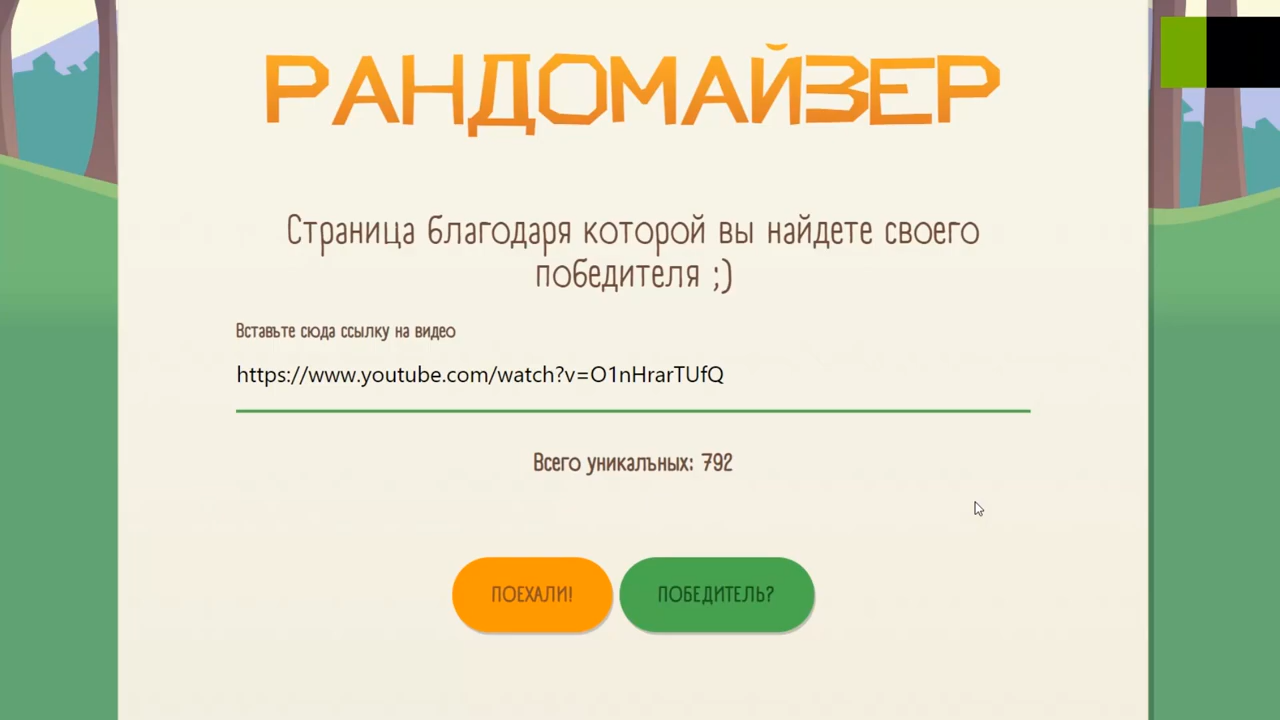 РАНДОМАЙЗЕР
Страница благодаря которой вы найдете своего
победителя ;)
Вставьте сюда ссылку на видео
https://www.youtube.com/watch?v=O1nHrarTUfQ
Всего уникальных: 792
ПОЕХАЛИ!
ПОБЕДИТЕЛЬ?